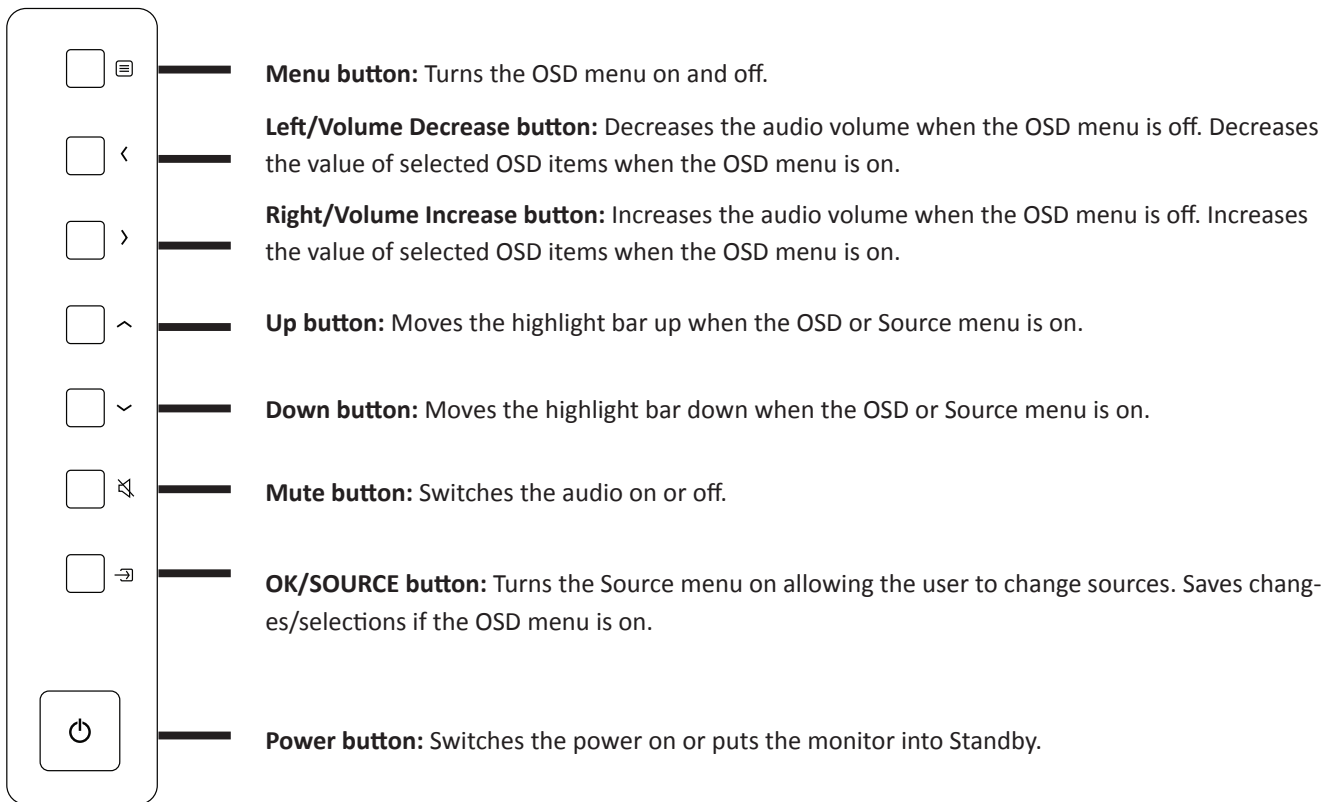 Menu button: Turns the OSD menu on and off.
Left/Volume Decrease button: Decreases the audio volume when the OSD menu is off. Decreases
the value of selected OSD items when the OSD menu is on.
Right/Volume Increase button: Increases the audio volume when the OSD menu is off. Increases
the value of selected OSD items when the OSD menu is on.
Up button: Moves the highlight bar up when the OSD or Source menu is on.
Down button: Moves the highlight bar down when the OSD or Source menu is on.
Mute button: Switches the audio on or off.
OK/SOURCE button: Turns the Source menu on allowing the user to change sources. Saves chang-
es/selections if the OSD menu is on.
Power button: Switches the power on or puts the monitor into Standby.